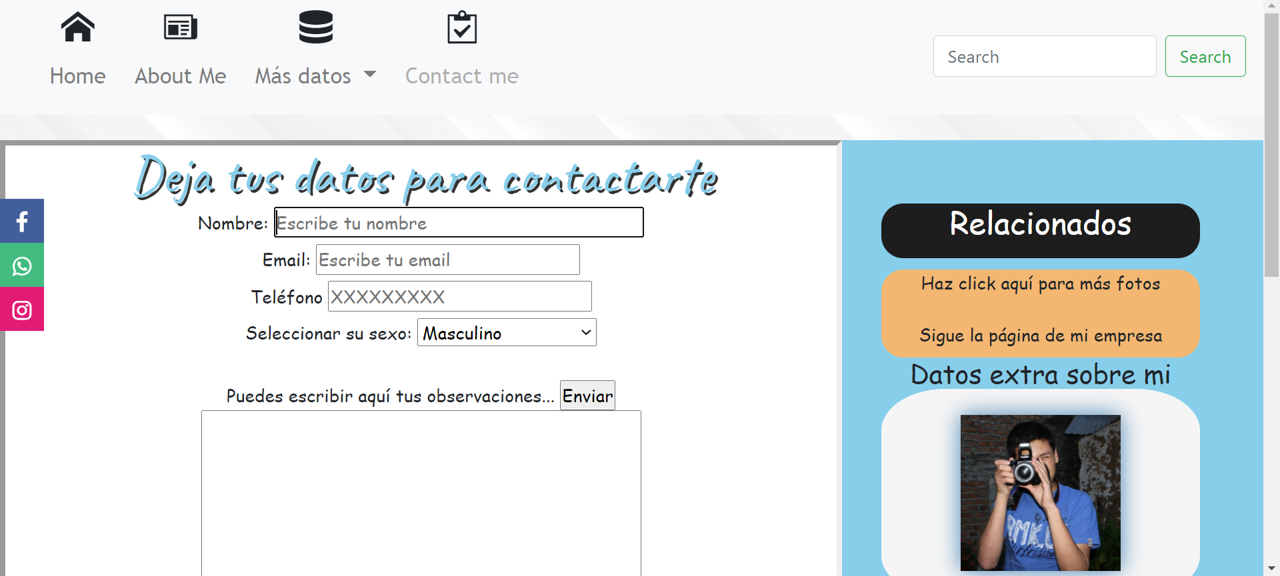 Home About Me Más datos Contact me
Search Search
Deja tus datos para contactarte
Nombre: Escribe tu nombre
Email: Escribe tu email
Teléfono XXXXXXXXX
Seleccionar su sexo: Masculino
Puedes escribir aquí tus observaciones... Enviar
Relacionados
Haz click aquí para más fotos
Sigue la página de mi empresa
Datos extra sobre mi